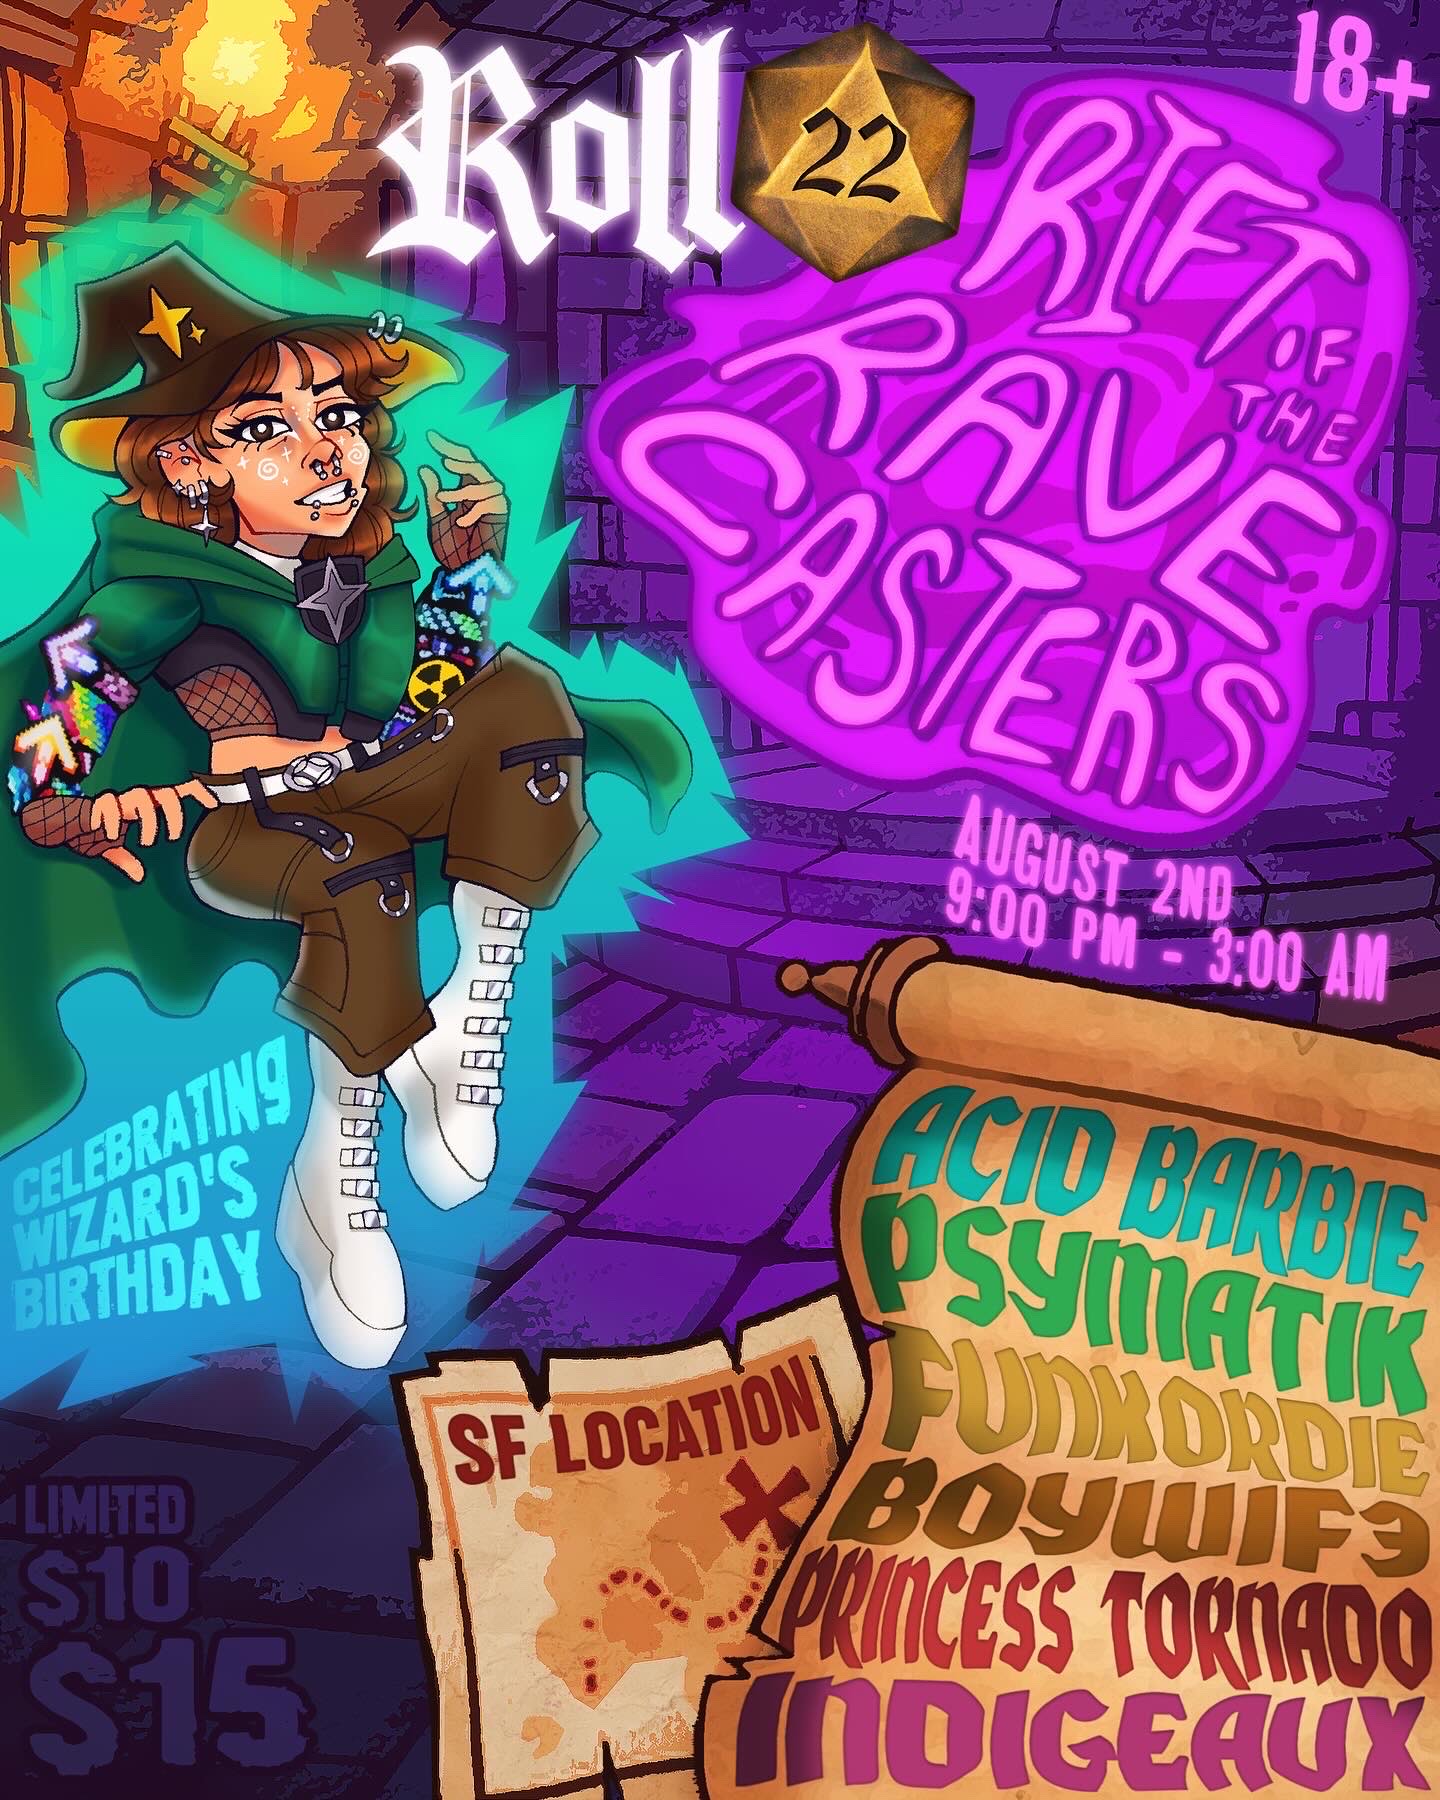 Roll 22
18+
RIFT
OF
THE
RAVE
CASTERS
AUGUST 2ND
9:00 PM - 3:00 AM
CELEBRATING
WIZARD'S
BIRTHDAY
ACID BARBIE
PSYMATIK
FUNKORDIE
BOYWIF3
PRINCESS TORNADO
INDIGEAUX
SF LOCATION
LIMITED
$10
$15